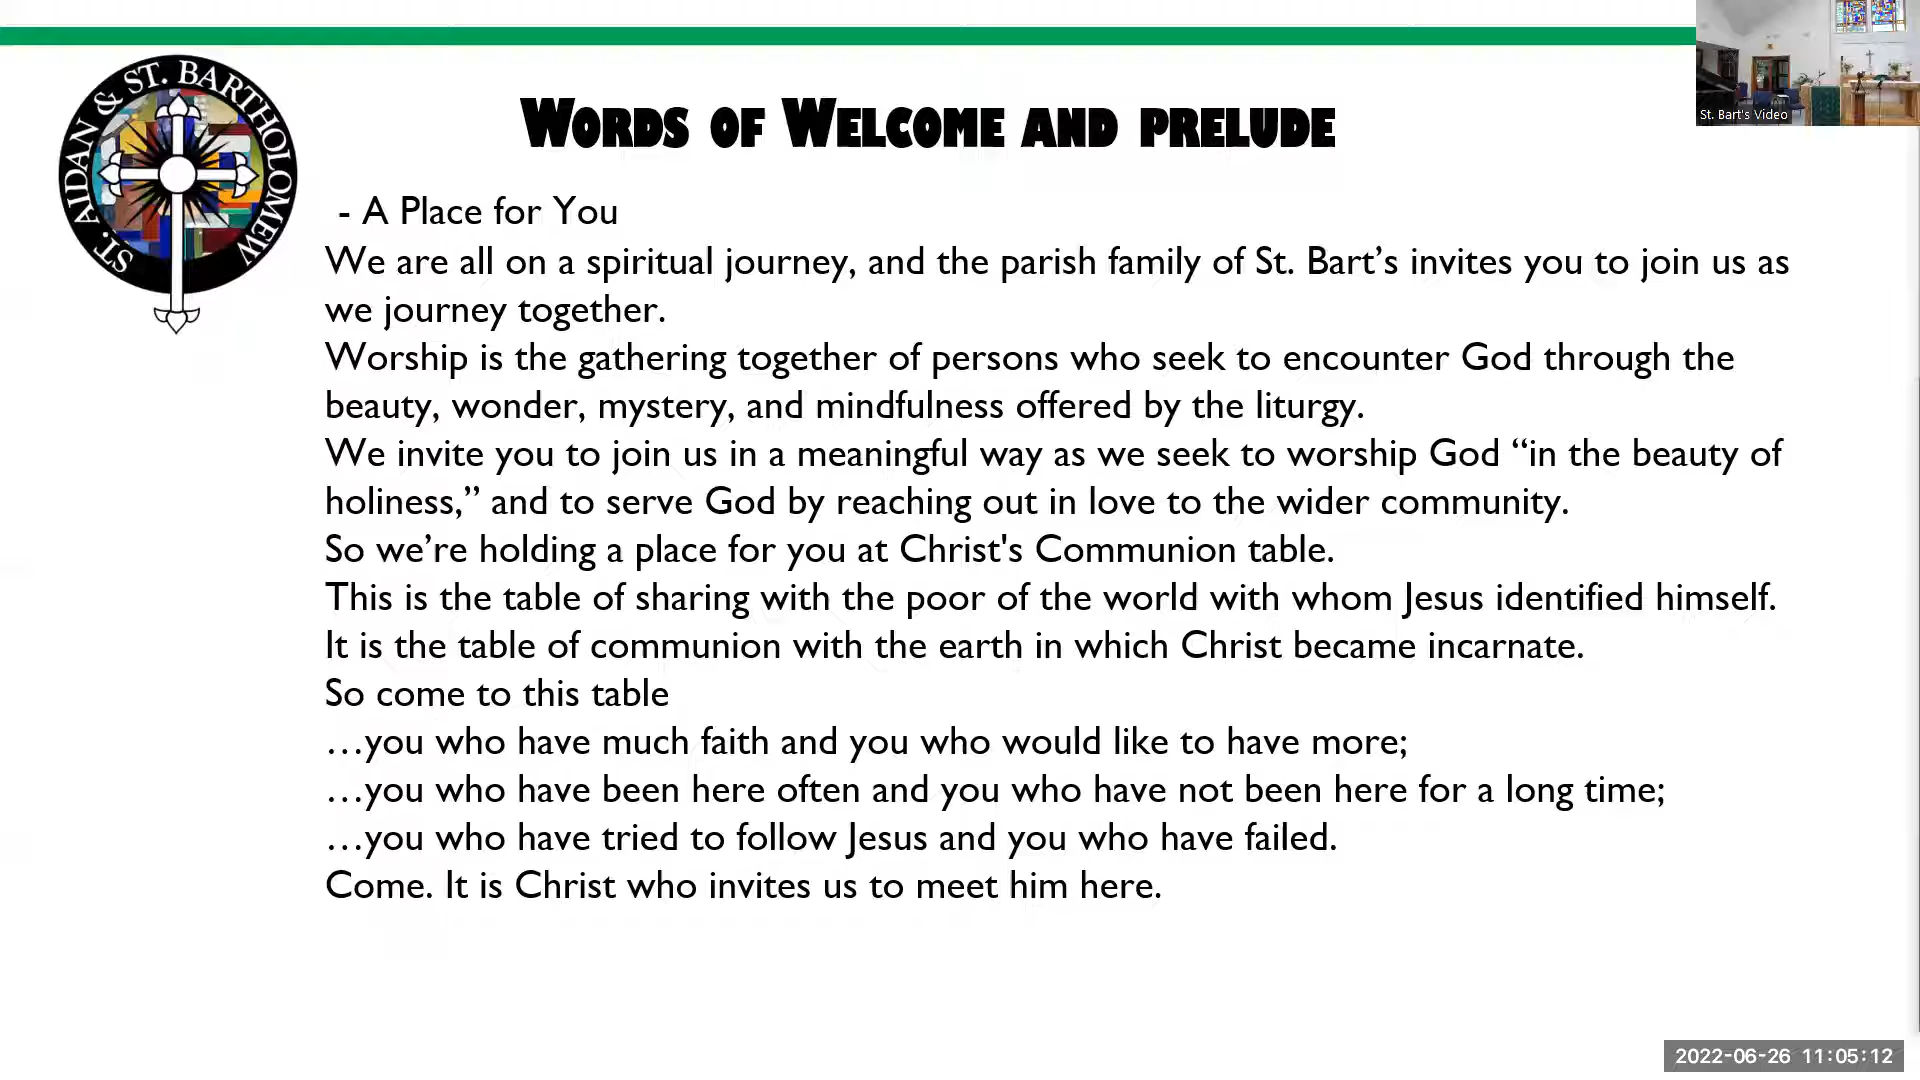 ST. AIDAN & ST. BARTHOLOMEW
WORDS OF WELCOME AND PRELUDE
St. Bart's Video
- A Place for You
We are all on a spiritual journey, and the parish family of St. Bart’s invites you to join us as
we journey together.
Worship is the gathering together of persons who seek to encounter God through the
beauty, wonder, mystery, and mindfulness offered by the liturgy.
We invite you to join us in a meaningful way as we seek to worship God “in the beauty of
holiness,” and to serve God by reaching out in love to the wider community.
So we’re holding a place for you at Christ's Communion table.
This is the table of sharing with the poor of the world with whom Jesus identified himself.
It is the table of communion with the earth in which Christ became incarnate.
So come to this table
…you who have much faith and you who would like to have more;
…you who have been here often and you who have not been here for a long time;
…you who have tried to follow Jesus and you who have failed.
Come. It is Christ who invites us to meet him here.
2022-06-26 11:05:12